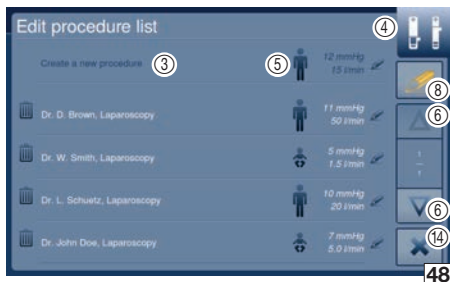 Edit procedure list
④
Create a new procedure ③ ⑤ 12 mmHg
15 l/min
⑧
⑥
Dr. D. Brown, Laparoscopy 11 mmHg
50 l/min
1
1
Dr. W. Smith, Laparoscopy 5 mmHg
1.5 l/min
Dr. L. Schuetz, Laparoscopy 10 mmHg
20 l/min
⑥
Dr. John Doe, Laparoscopy 7 mmHg
5.0 l/min
⑭
48